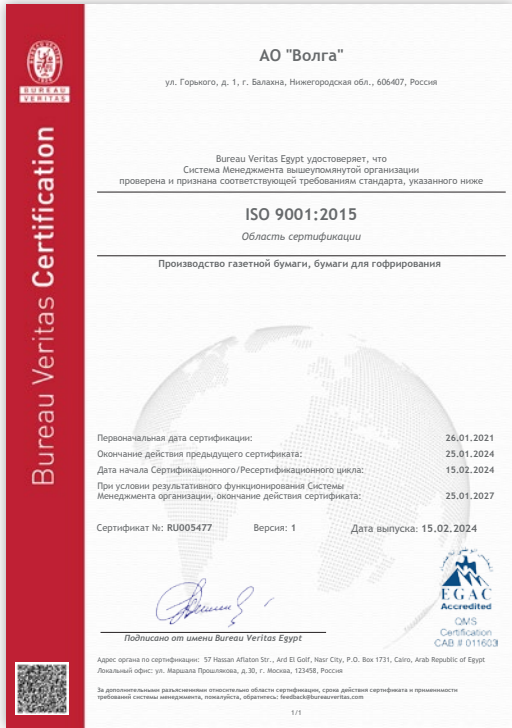 BUREAU
VERITAS
Bureau Veritas Certification
АО "Волга"
ул. Горького, д. 1, г. Балахна, Нижегородская обл., 606407, Россия
Bureau Veritas Egypt удостоверяет, что
Система Менеджмента вышеупомянутой организации
проверена и признана соответствующей требованиям стандарта, указанного ниже
ISO 9001:2015
Область сертификации
Производство газетной бумаги, бумаги для гофрирования
Первоначальная дата сертификации: 26.01.2021
Окончание действия предыдущего сертификата: 25.01.2024
Дата начала Сертификационного/Ресертификационного цикла: 15.02.2024
При условии результативного функционирования Системы
Менеджмента организации, окончание действия сертификата: 25.01.2027
Сертификат №: RU005477 Версия: 1 Дата выпуска: 15.02.2024
EGAC
Accredited
QMS
Certification
CAB # 011603
Подписано от имени Bureau Veritas Egypt
Адрес органа по сертификации: 57 Hassan Aflaton Str., Ard El Golf, Nasr City, P.O. Box 1731, Cairo, Arab Republic of Egypt
Локальный офис: ул. Маршала Прошлякова, д.30, г. Москва, 123458, Россия
За дополнительными разъяснениями относительно области сертификации, срока действия сертификата и применимости
требований системы менеджмента, пожалуйста, обратитесь: feedback@bureauveritas.com
1/1